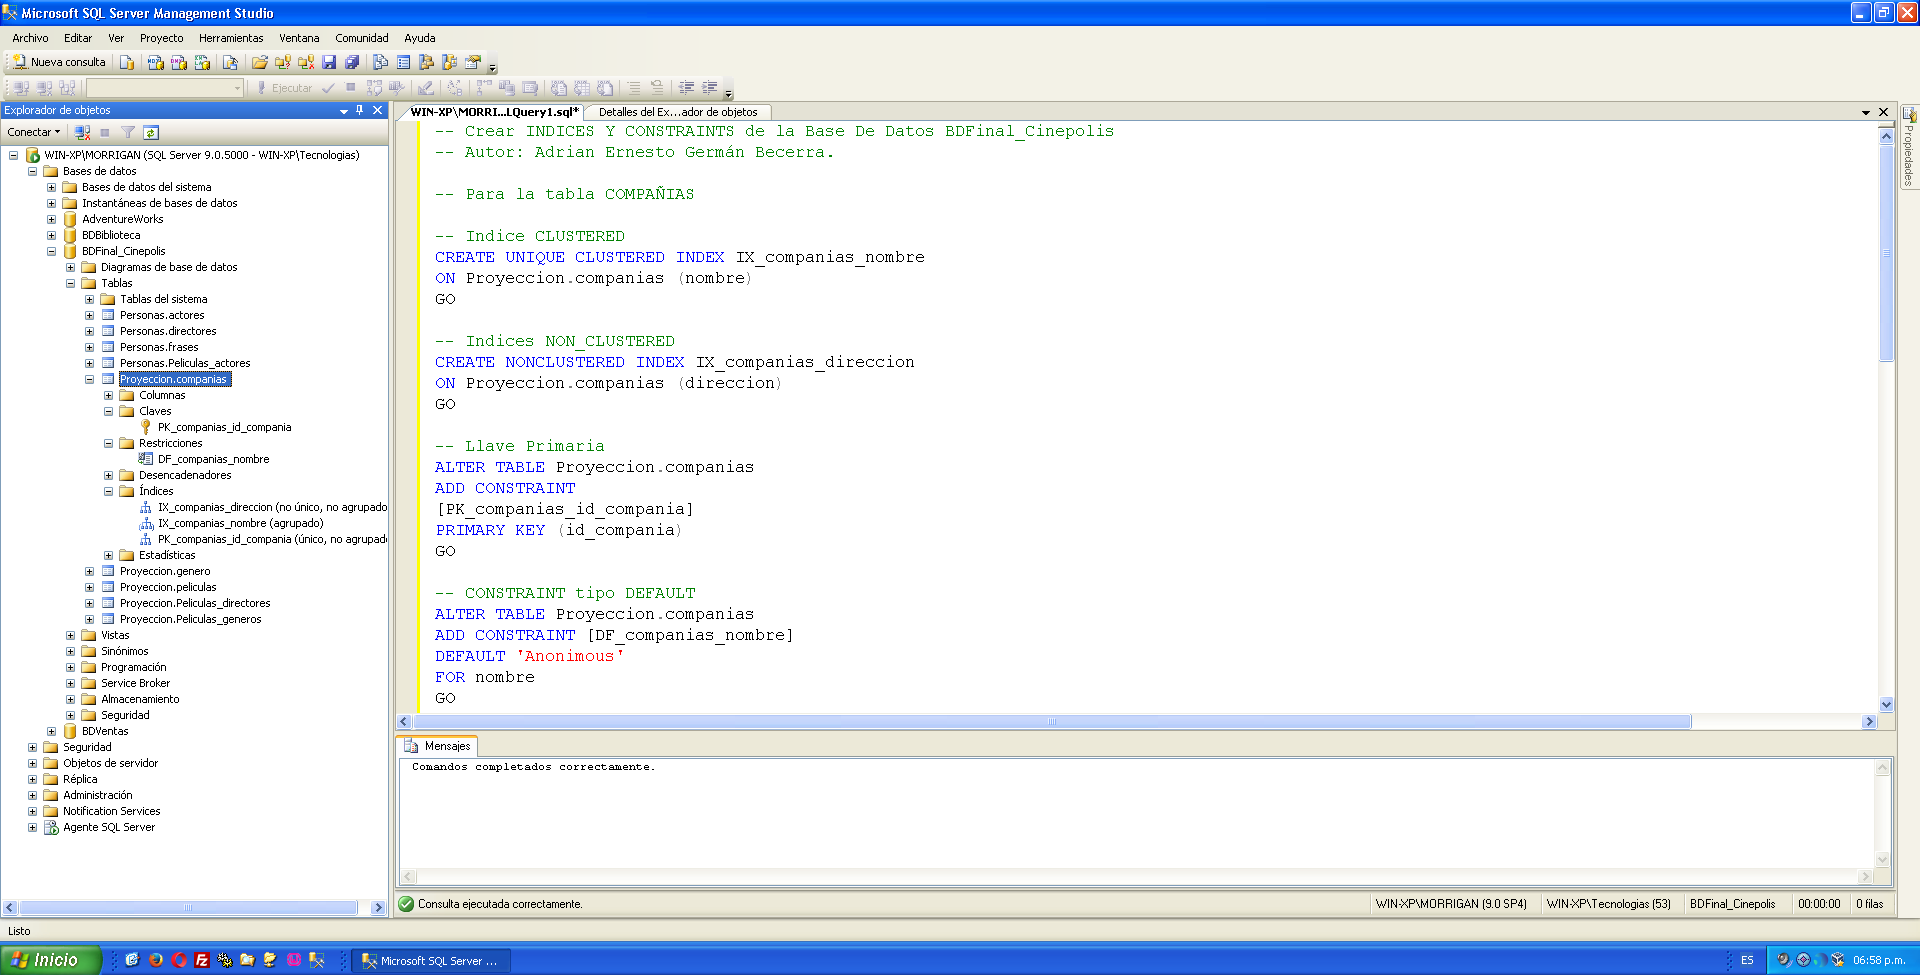 Microsoft SQL Server Management Studio
Archivo Editar Ver Proyecto Herramientas Ventana Comunidad Ayuda
Nueva consulta
Ejecutar
Explorador de objetos
Conectar
WIN-XP\MORRIGAN (SQL Server 9.0.5000 - WIN-XP\Tecnologias)
Bases de datos
Bases de datos del sistema
Instantáneas de bases de datos
AdventureWorks
BDBiblioteca
BDFinal_Cinepolis
Diagramas de base de datos
Tablas
Tablas del sistema
Personas.actores
Personas.directores
Personas.frases
Personas.Peliculas_actores
Proyeccion.companias
Columnas
Claves
PK_companias_id_compania
Restricciones
DF_companias_nombre
Desencadenadores
Índices
IX_companias_direccion (no único, no agrupado
IX_companias_nombre (agrupado)
PK_companias_id_compania (único, no agrupado
Estadísticas
Proyeccion.genero
Proyeccion.peliculas
Proyeccion.Peliculas_directores
Proyeccion.Peliculas_generos
Vistas
Sinónimos
Programación
Service Broker
Almacenamiento
Seguridad
BDVentas
Seguridad
Objetos de servidor
Réplica
Administración
Notification Services
Agente SQL Server
WIN-XP\MORRI...LQuery1.sql* Detalles del Ex...ador de objetos
-- Crear INDICES Y CONSTRAINTS de la Base De Datos BDFinal_Cinepolis
-- Autor: Adrian Ernesto Germán Becerra.
-- Para la tabla COMPAÑIAS
-- Indice CLUSTERED
CREATE UNIQUE CLUSTERED INDEX IX_companias_nombre
ON Proyeccion.companias (nombre)
GO
-- Indices NON_CLUSTERED
CREATE NONCLUSTERED INDEX IX_companias_direccion
ON Proyeccion.companias (direccion)
GO
-- Llave Primaria
ALTER TABLE Proyeccion.companias
ADD CONSTRAINT
[PK_companias_id_compania]
PRIMARY KEY (id_compania)
GO
-- CONSTRAINT tipo DEFAULT
ALTER TABLE Proyeccion.companias
ADD CONSTRAINT [DF_companias_nombre]
DEFAULT 'Anonimous'
FOR nombre
GO
Propiedades
Mensajes
Comandos completados correctamente.
Consulta ejecutada correctamente. WIN-XP\MORRIGAN (9.0 SP4) WIN-XP\Tecnologias (53) BDFinal_Cinepolis 00:00:00 0 filas
Listo
Inicio Microsoft SQL Server ... ES 06:58 p.m.